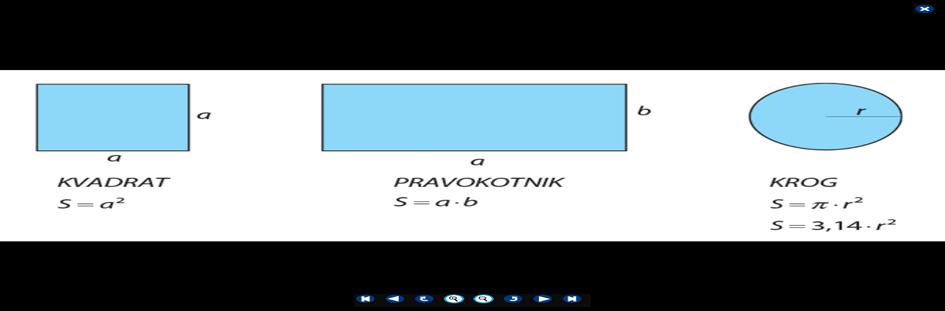 a
a
KVADRAT
S = a²
b
a
PRAVOKOTNIK
S = a · b
r
KROG
S = π · r²
S = 3,14 · r²